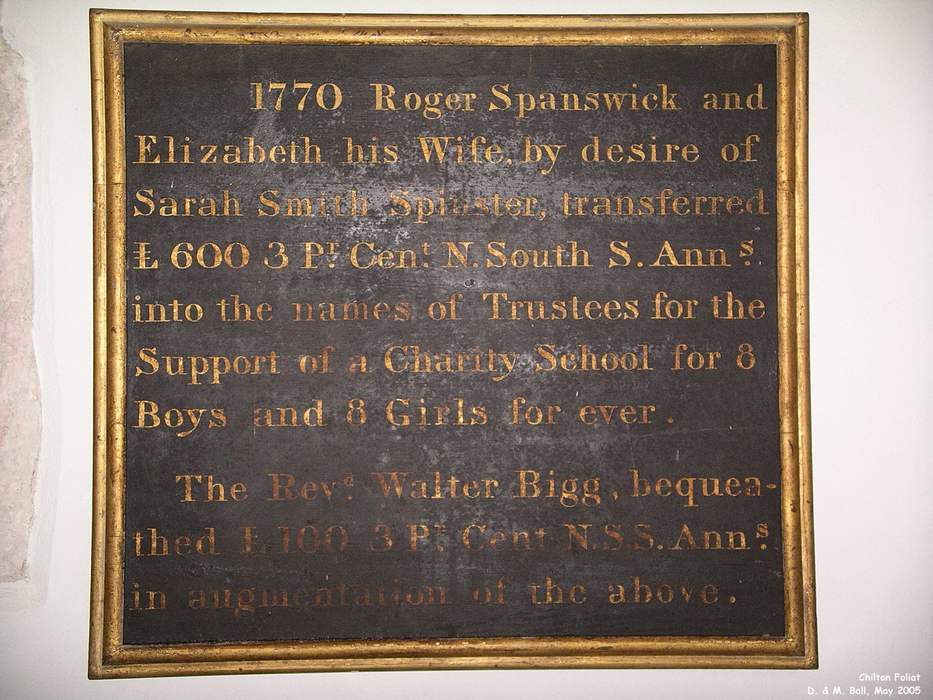 1770 Roger Spanswick and
Elizabeth his Wife, by desire of
Sarah Smith Spinster, transferred
£ 600 3 Pr. Cent. N. South S. Anns.
into the names of Trustees for the
Support of a Charity School for 8
Boys and 8 Girls for ever.
The Revd. Walter Bigg, bequea-
thed £ 100 3 Pr. Cent N.S.S. Anns.
in augmentation of the above.
Chilton Foliat
D. & M. Ball, May 2005